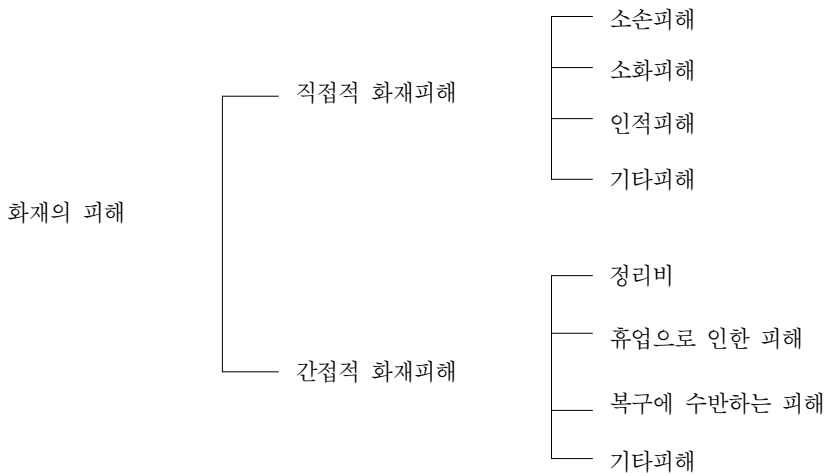 화재의 피해
직접적 화재피해
소손피해
소화피해
인적피해
기타피해
간접적 화재피해
정리비
휴업으로 인한 피해
복구에 수반하는 피해
기타피해